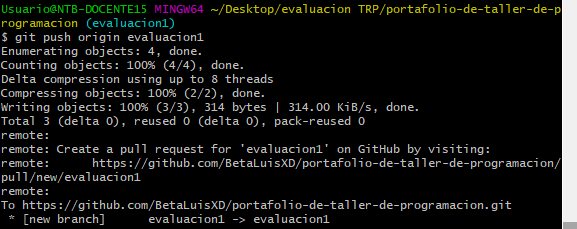 Usuario@NTB-DOCENTE15 MINGW64 ~/Desktop/evaluacion TRP/portafolio-de-taller-de-p
rogramacion (evaluacion1)
$ git push origin evaluacion1
Enumerating objects: 4, done.
Counting objects: 100% (4/4), done.
Delta compression using up to 8 threads
Compressing objects: 100% (2/2), done.
Writing objects: 100% (3/3), 314 bytes | 314.00 KiB/s, done.
Total 3 (delta 0), reused 0 (delta 0), pack-reused 0
remote:
remote: Create a pull request for 'evaluacion1' on GitHub by visiting:
remote:      https://github.com/BetaLuisXD/portafolio-de-taller-de-programacion/
pull/new/evaluacion1
remote:
To https://github.com/BetaLuisXD/portafolio-de-taller-de-programacion.git
 * [new branch]      evaluacion1 -> evaluacion1